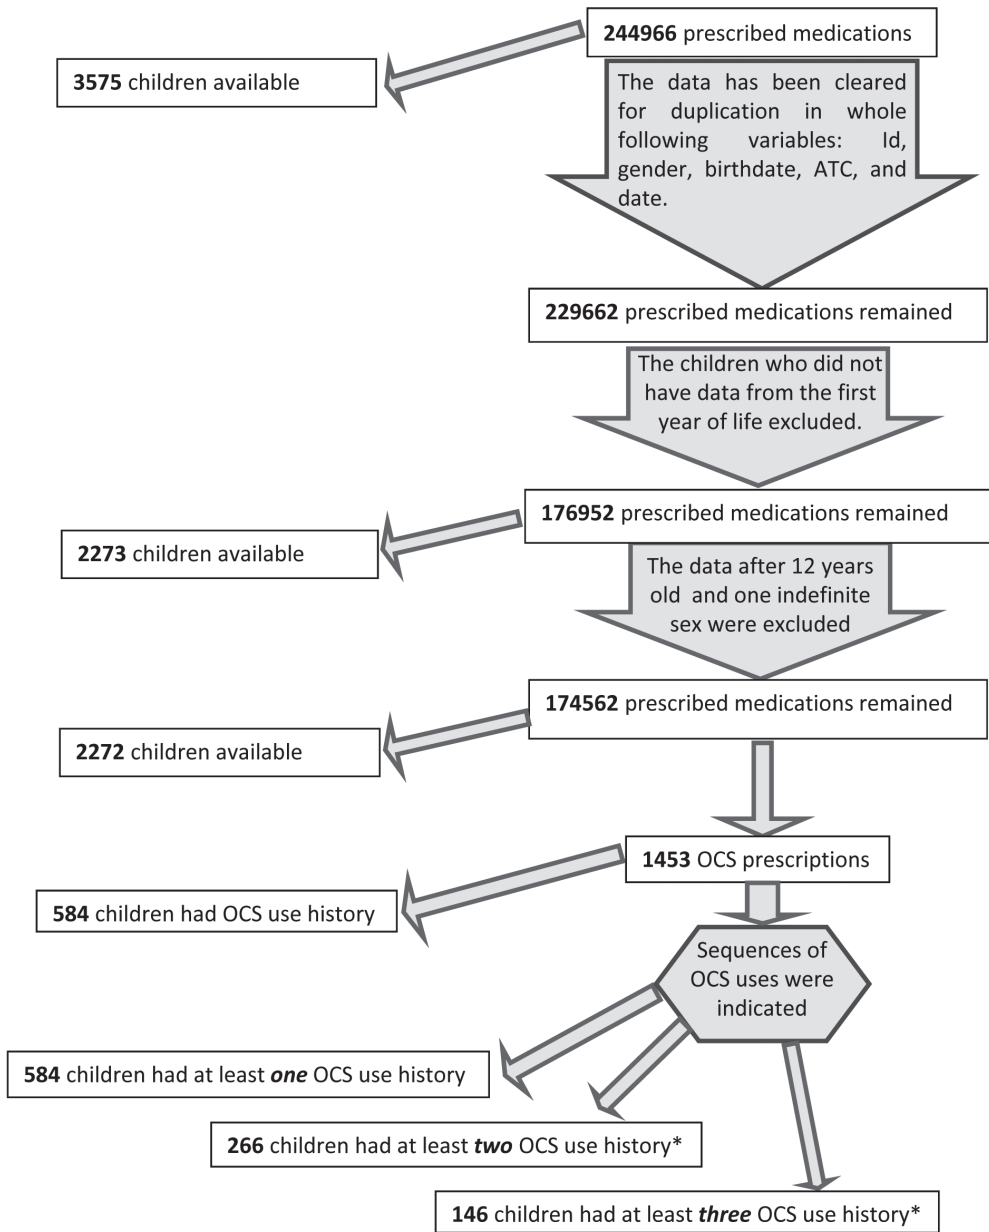 244966 prescribed medications
3575 children available
The data has been cleared
for duplication in whole
following variables: Id,
gender, birthdate, ATC, and
date.
229662 prescribed medications remained
The children who did not
have data from the first
year of life excluded.
176952 prescribed medications remained
2273 children available
The data after 12 years
old and one indefinite
sex were excluded
174562 prescribed medications remained
2272 children available
1453 OCS prescriptions
584 children had OCS use history
Sequences of
OCS uses were
indicated
584 children had at least one OCS use history
266 children had at least two OCS use history*
146 children had at least three OCS use history*